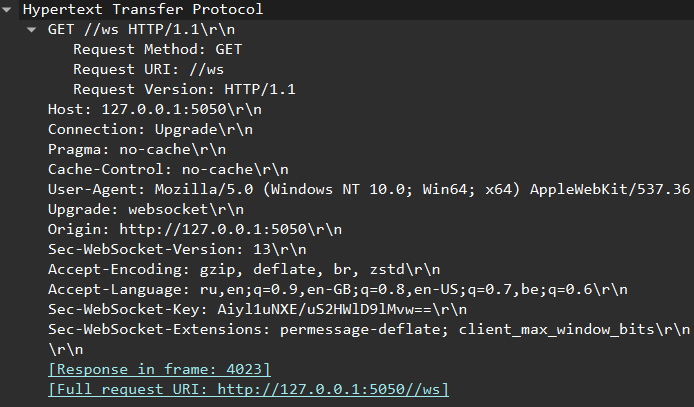 Hypertext Transfer Protocol
GET //ws HTTP/1.1\r\n
Request Method: GET
Request URI: //ws
Request Version: HTTP/1.1
Host: 127.0.0.1:5050\r\n
Connection: Upgrade\r\n
Pragma: no-cache\r\n
Cache-Control: no-cache\r\n
User-Agent: Mozilla/5.0 (Windows NT 10.0; Win64; x64) AppleWebKit/537.36
Upgrade: websocket\r\n
Origin: http://127.0.0.1:5050\r\n
Sec-WebSocket-Version: 13\r\n
Accept-Encoding: gzip, deflate, br, zstd\r\n
Accept-Language: ru,en;q=0.9,en-GB;q=0.8,en-US;q=0.7,be;q=0.6\r\n
Sec-WebSocket-Key: Aiyl1uNXE/uS2HWlD9lMvw==\r\n
Sec-WebSocket-Extensions: permessage-deflate; client_max_window_bits\r\n
\r\n
[Response in frame: 4023]
[Full request URI: http://127.0.0.1:5050//ws]